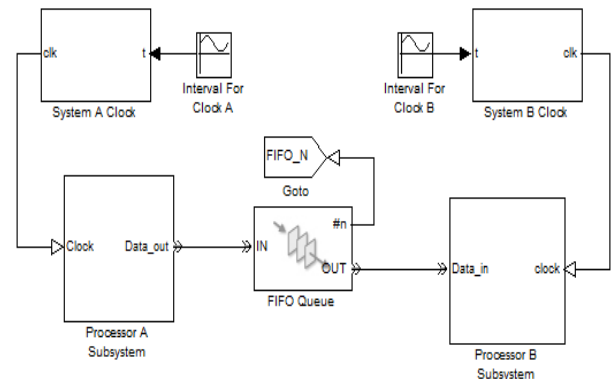 clk
t
System A Clock
Interval For
Clock A
Interval For
Clock B
t
clk
System B Clock
FIFO_N
Goto
Clock
Data_out
Processor A
Subsystem
IN
#n
OUT
FIFO Queue
Data_in
clock
Processor B
Subsystem